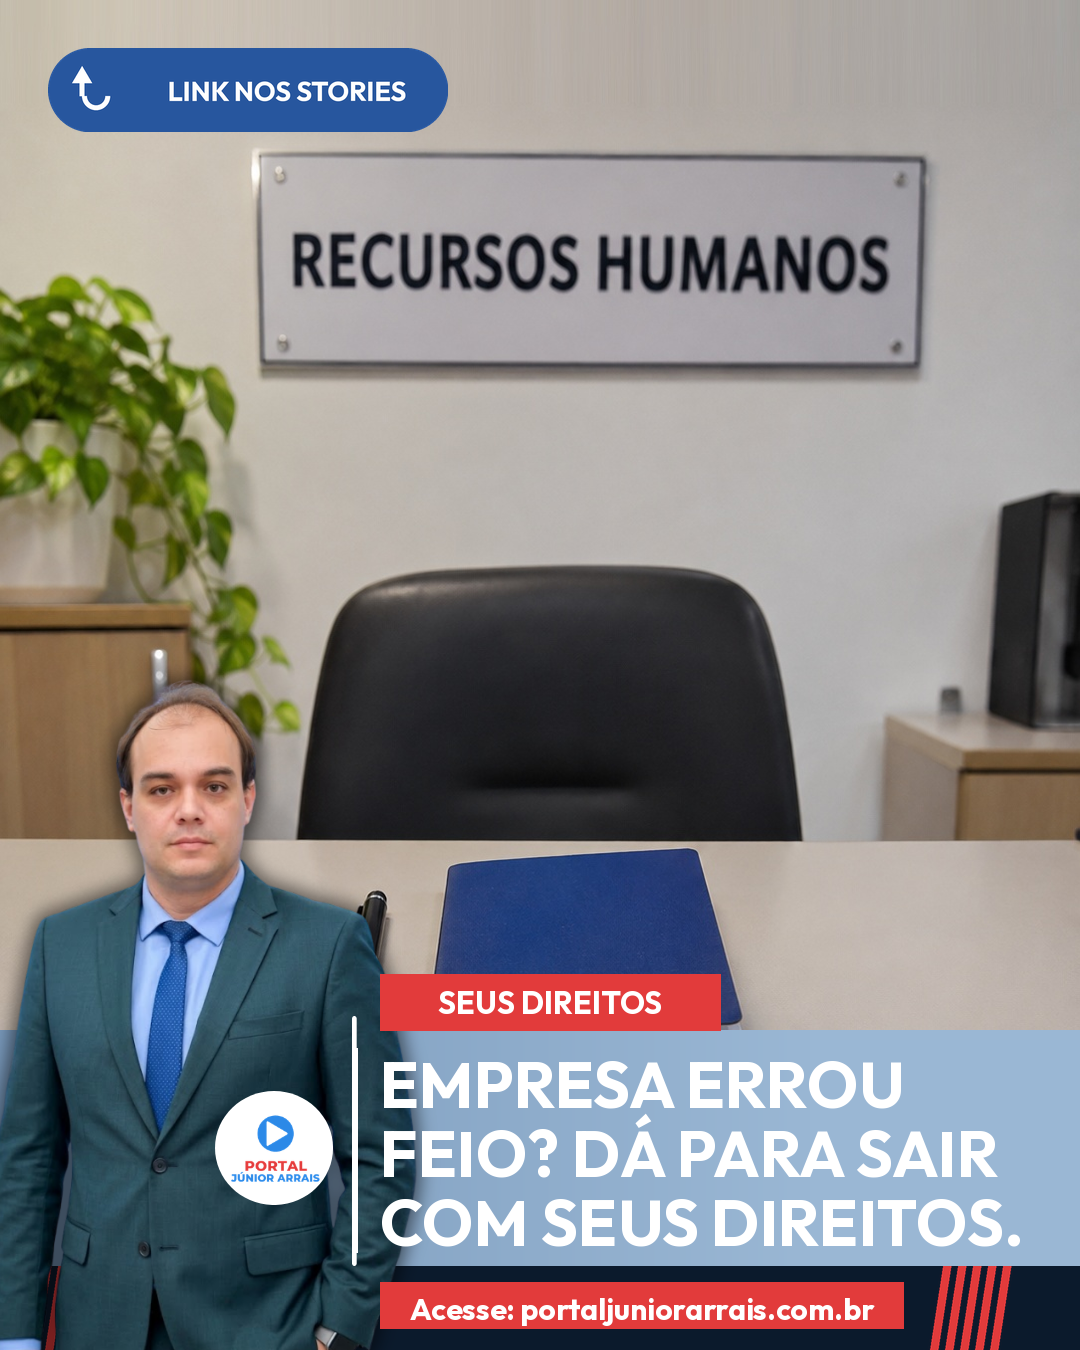 LINK NOS STORIES
RECURSOS HUMANOS
SEUS DIREITOS
EMPRESA ERROU
FEIO? DÁ PARA SAIR
COM SEUS DIREITOS.
PORTAL
JÚNIOR ARRAIS
Acesse: portaljuniorarrais.com.br